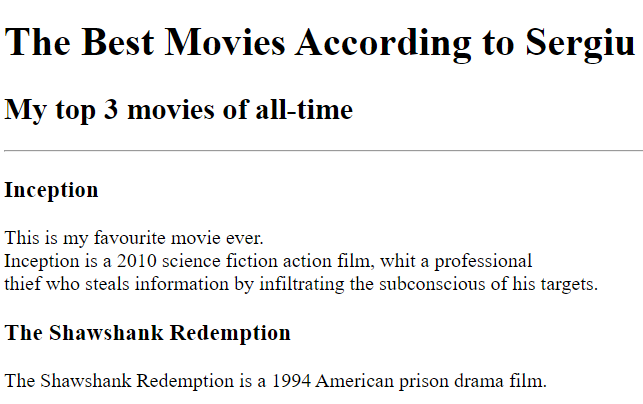 The Best Movies According to Sergiu
My top 3 movies of all-time
Inception
This is my favourite movie ever.
Inception is a 2010 science fiction action film, whit a professional
thief who steals information by infiltrating the subconscious of his targets.
The Shawshank Redemption
The Shawshank Redemption is a 1994 American prison drama film.